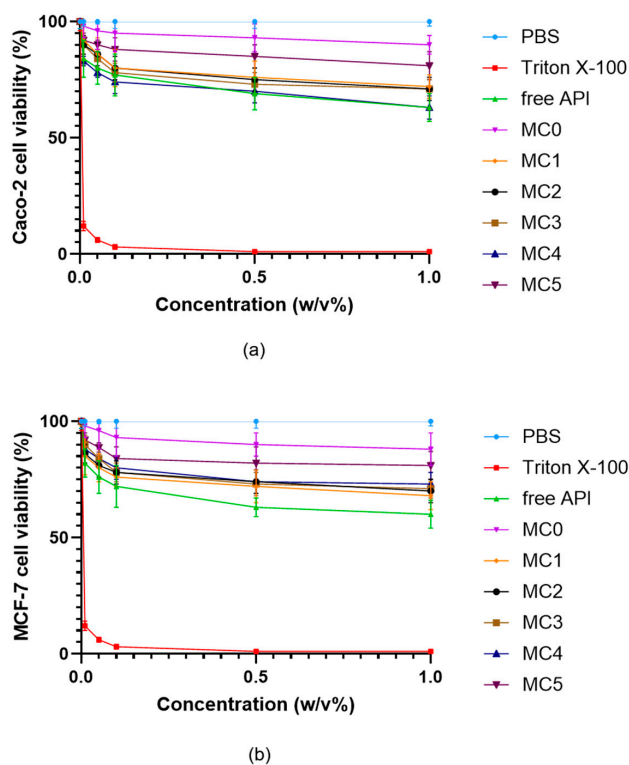 Caco-2 cell viability (%)
100
50
0
0.0
0.5
1.0
Concentration (w/v%)
PBS
Triton X-100
free API
MC0
MC1
MC2
MC3
MC4
MC5
(a)
MCF-7 cell viability (%)
100
50
0
0.0
0.5
1.0
Concentration (w/v%)
PBS
Triton X-100
free API
MC0
MC1
MC2
MC3
MC4
MC5
(b)